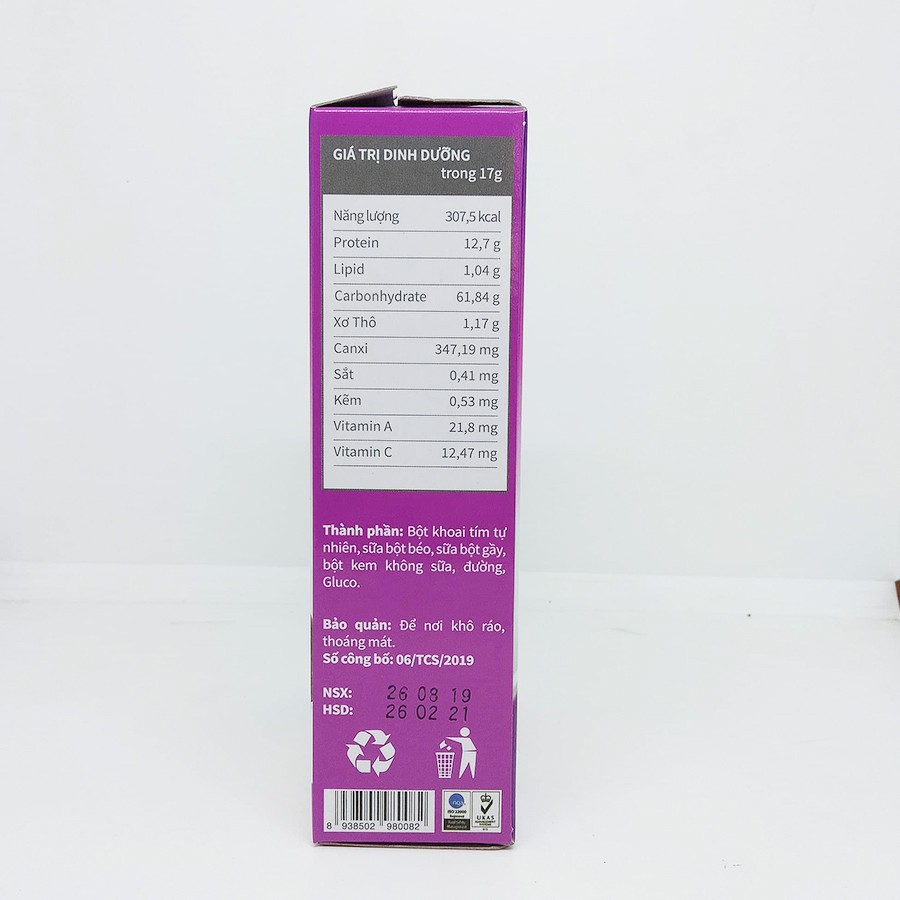 GIÁ TRỊ DINH DƯỠNG
trong 17g
Năng lượng 307,5 kcal
Protein 12,7 g
Lipid 1,04 g
Carbonhydrate 61,84 g
Xơ Thô 1,17 g
Canxi 347,19 mg
Sắt 0,41 mg
Kẽm 0,53 mg
Vitamin A 21,8 mg
Vitamin C 12,47 mg
Thành phần: Bột khoai tím tự
nhiên, sữa bột béo, sữa bột gầy,
bột kem không sữa, đường,
Gluco.
Bảo quản: Để nơi khô ráo,
thoáng mát.
Số công bố: 06/TCS/2019
NSX: 26 08 19
HSD: 26 02 21
8 938502 980082
nqa
UKAS